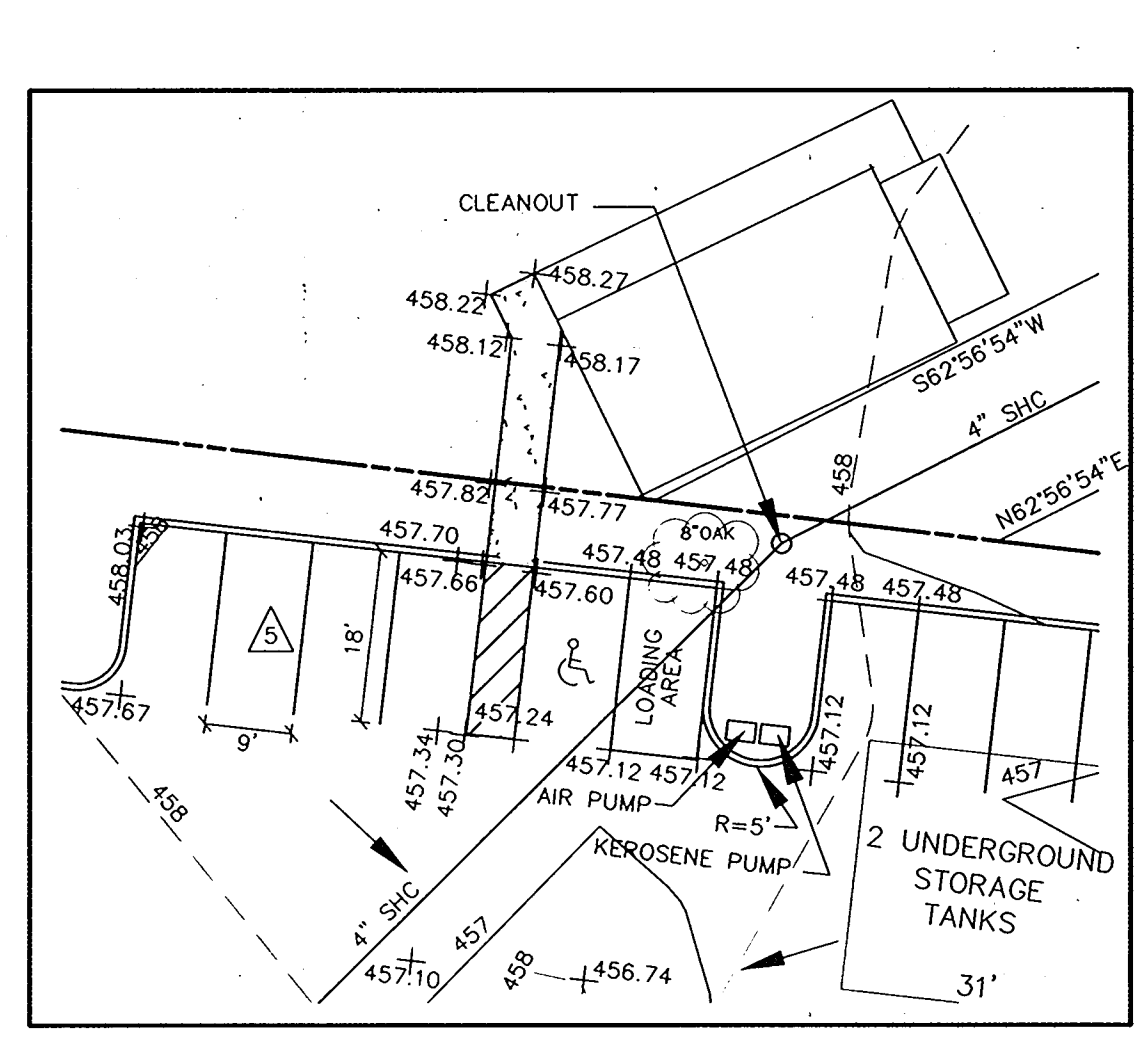 CLEANOUT
458.27
458.22
458.12
458.17
S62°56'54"W
4" SHC
458
N62°56'54"E
457.82
457.77
8"OAK
457.70
458
458.03
457.48
457.48
457.48
457.48
457.66
457.60
5
18'
LOADING
AREA
457.67
9'
457.24
457.34
457.30
457.12
457.12
457.12
457.12
457
458
AIR PUMP
R=5'
KEROSENE PUMP
2 UNDERGROUND
STORAGE
TANKS
4" SHC
457
457.10
458
456.74
31'